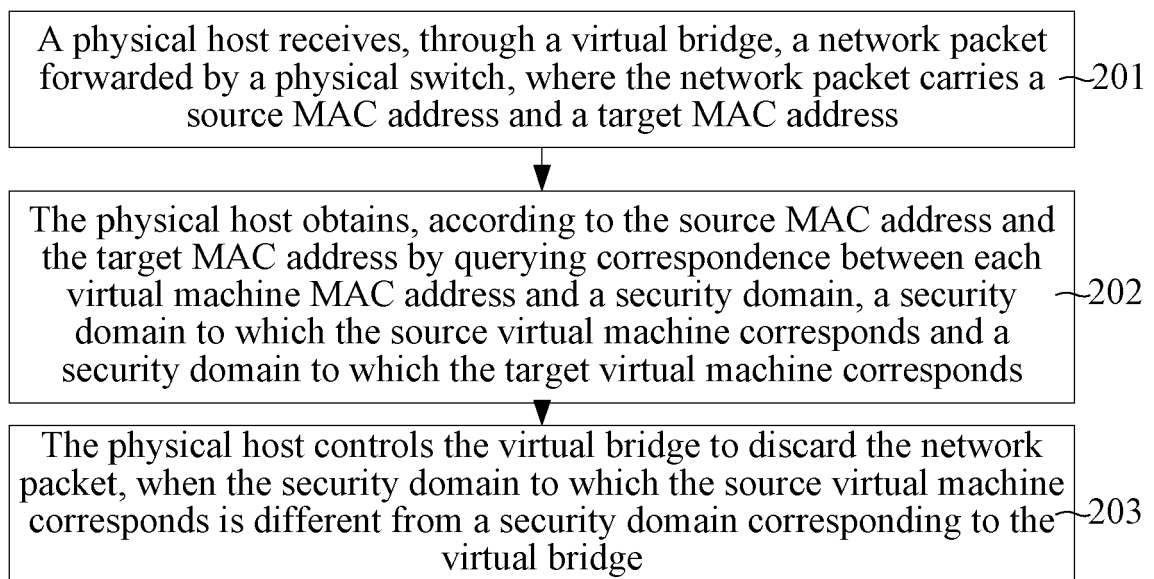 A physical host receives, through a virtual bridge, a network packet
forwarded by a physical switch, where the network packet carries a
source MAC address and a target MAC address
201
The physical host obtains, according to the source MAC address and
the target MAC address by querying correspondence between each
virtual machine MAC address and a security domain, a security
domain to which the source virtual machine corresponds and a
security domain to which the target virtual machine corresponds
202
The physical host controls the virtual bridge to discard the network
packet, when the security domain to which the source virtual machine
corresponds is different from a security domain corresponding to the
virtual bridge
203